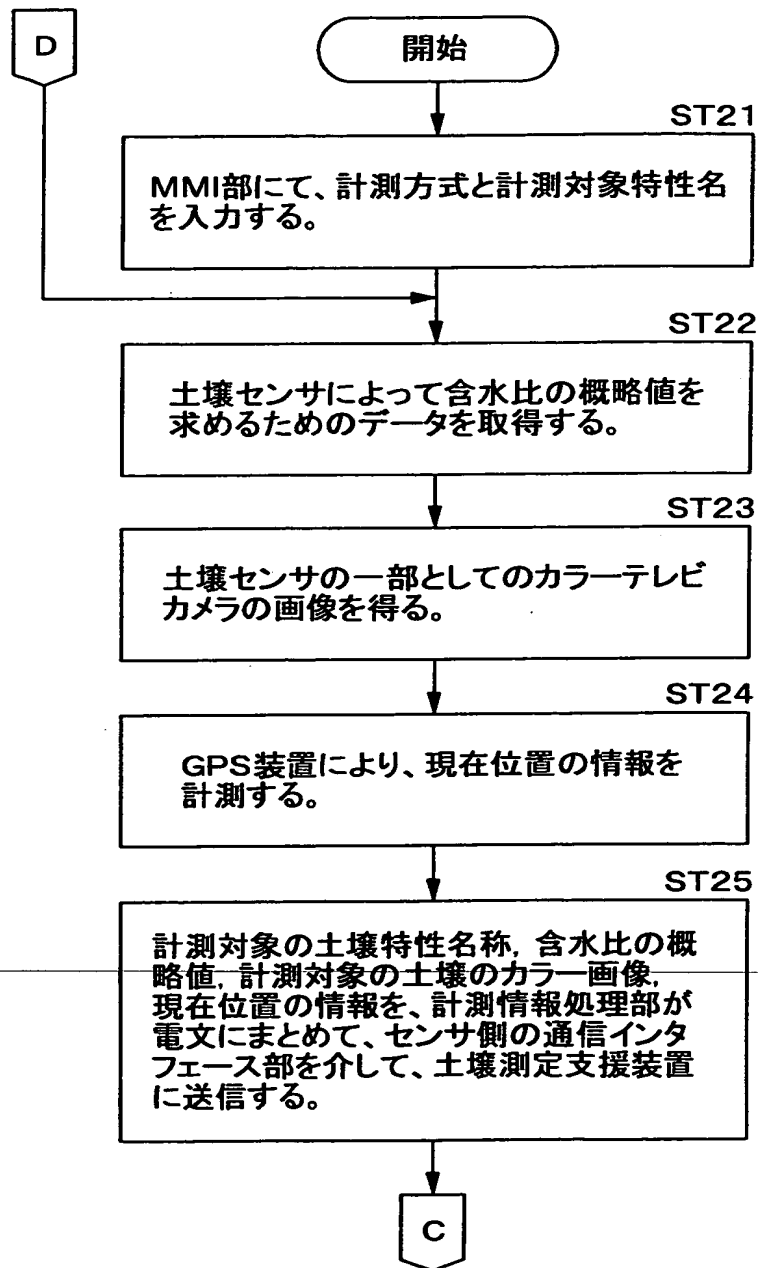 D
開始
ST21
MMI部にて、計測方式と計測対象特性名
を入力する。
ST22
土壌センサによって含水比の概略値を
求めるためのデータを取得する。
ST23
土壌センサの一部としてのカラーテレビ
カメラの画像を得る。
ST24
GPS装置により、現在位置の情報を
計測する。
ST25
計測対象の土壌特性名称, 含水比の概
略値, 計測対象の土壌のカラー画像,
現在位置の情報を、計測情報処理部が
電文にまとめて、センサ側の通信インタ
フェース部を介して、土壌測定支援装置
に送信する。
C